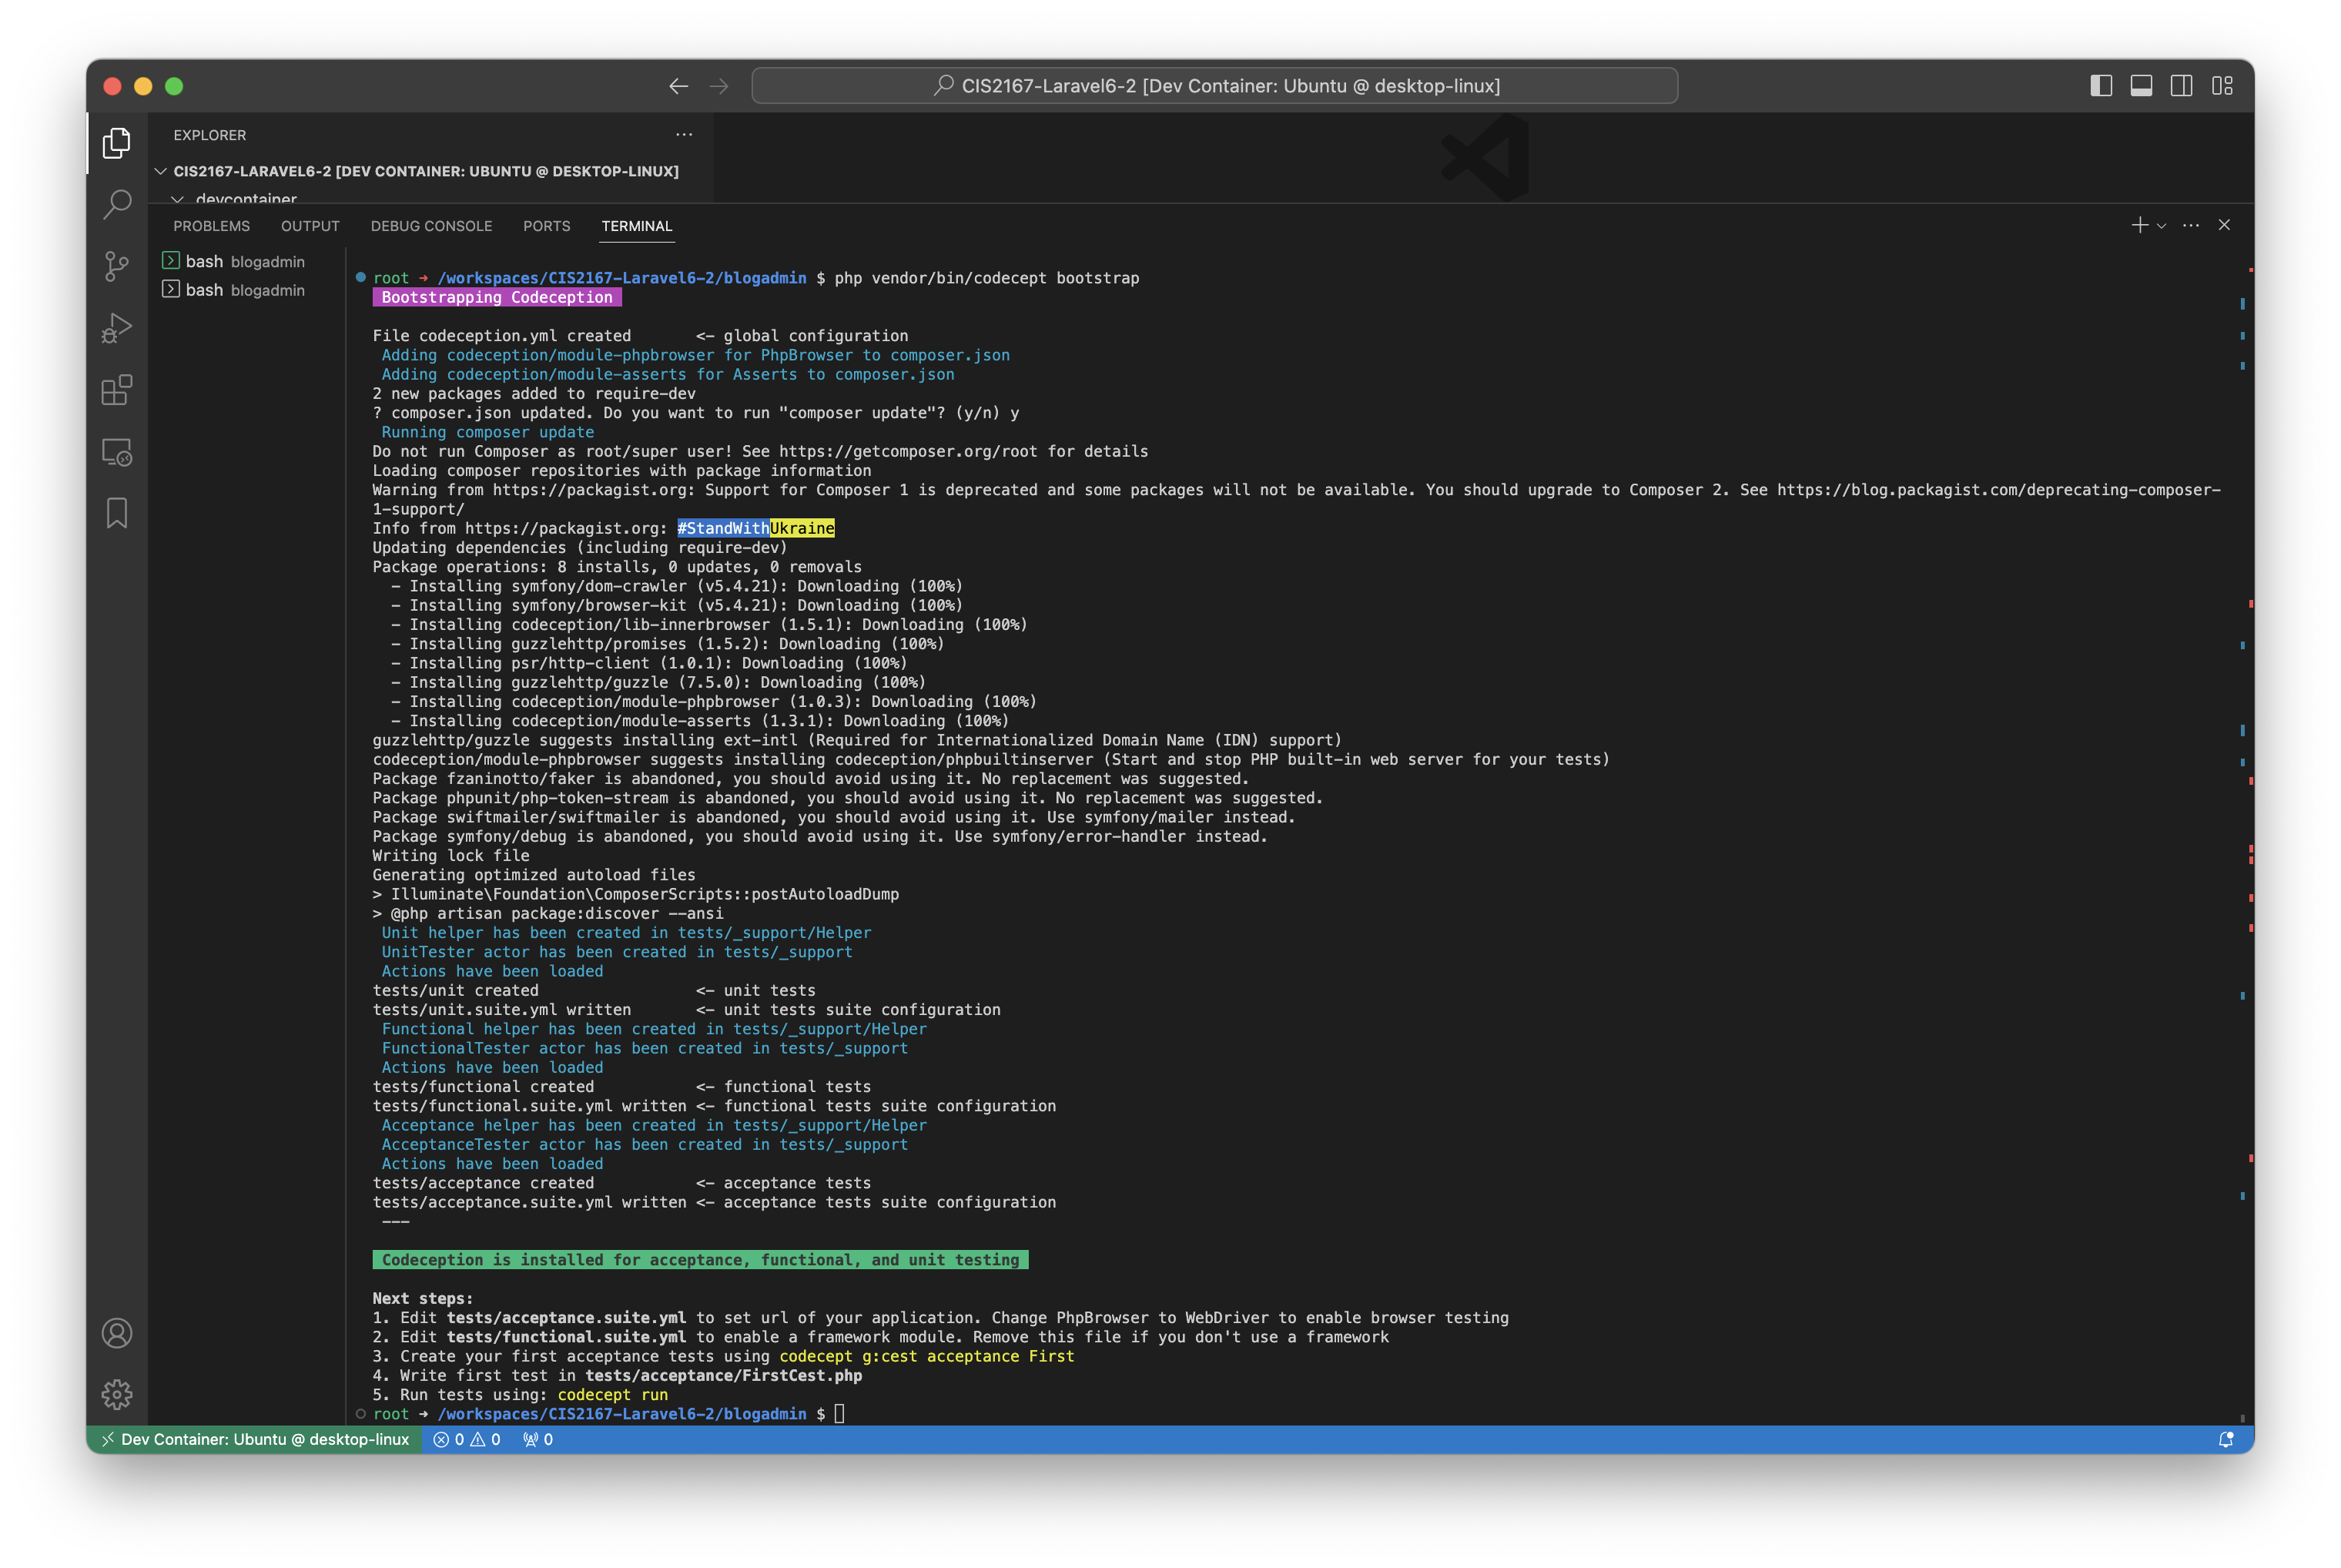 CIS2167-Laravel6-2 [Dev Container: Ubuntu @ desktop-linux]
EXPLORER
CIS2167-LARAVEL6-2 [DEV CONTAINER: UBUNTU @ DESKTOP-LINUX]
devcontainer
PROBLEMS OUTPUT DEBUG CONSOLE PORTS TERMINAL
bash blogadmin
bash blogadmin
root ➜ /workspaces/CIS2167-Laravel6-2/blogadmin $ php vendor/bin/codecept bootstrap
Bootstrapping Codeception
File codeception.yml created       <- global configuration
Adding codeception/module-phpbrowser for PhpBrowser to composer.json
Adding codeception/module-asserts for Asserts to composer.json
2 new packages added to require-dev
? composer.json updated. Do you want to run "composer update"? (y/n) y
Running composer update
Do not run Composer as root/super user! See https://getcomposer.org/root for details
Loading composer repositories with package information
Warning from https://packagist.org: Support for Composer 1 is deprecated and some packages will not be available. You should upgrade to Composer 2. See https://blog.packagist.com/deprecating-composer-
1-support/
Info from https://packagist.org: #StandWithUkraine
Updating dependencies (including require-dev)
Package operations: 8 installs, 0 updates, 0 removals
- Installing symfony/dom-crawler (v5.4.21): Downloading (100%)
- Installing symfony/browser-kit (v5.4.21): Downloading (100%)
- Installing codeception/lib-innerbrowser (1.5.1): Downloading (100%)
- Installing guzzlehttp/promises (1.5.2): Downloading (100%)
- Installing psr/http-client (1.0.1): Downloading (100%)
- Installing guzzlehttp/guzzle (7.5.0): Downloading (100%)
- Installing codeception/module-phpbrowser (1.0.3): Downloading (100%)
- Installing codeception/module-asserts (1.3.1): Downloading (100%)
guzzlehttp/guzzle suggests installing ext-intl (Required for Internationalized Domain Name (IDN) support)
codeception/module-phpbrowser suggests installing codeception/phpbuiltinserver (Start and stop PHP built-in web server for your tests)
Package fzaninotto/faker is abandoned, you should avoid using it. No replacement was suggested.
Package phpunit/php-token-stream is abandoned, you should avoid using it. No replacement was suggested.
Package swiftmailer/swiftmailer is abandoned, you should avoid using it. Use symfony/mailer instead.
Package symfony/debug is abandoned, you should avoid using it. Use symfony/error-handler instead.
Writing lock file
Generating optimized autoload files
> Illuminate\Foundation\ComposerScripts::postAutoloadDump
> @php artisan package:discover --ansi
Unit helper has been created in tests/_support/Helper
UnitTester actor has been created in tests/_support
Actions have been loaded
tests/unit created                 <- unit tests
tests/unit.suite.yml written       <- unit tests suite configuration
Functional helper has been created in tests/_support/Helper
FunctionalTester actor has been created in tests/_support
Actions have been loaded
tests/functional created           <- functional tests
tests/functional.suite.yml written <- functional tests suite configuration
Acceptance helper has been created in tests/_support/Helper
AcceptanceTester actor has been created in tests/_support
Actions have been loaded
tests/acceptance created           <- acceptance tests
tests/acceptance.suite.yml written <- acceptance tests suite configuration
---
Codeception is installed for acceptance, functional, and unit testing
Next steps:
1. Edit tests/acceptance.suite.yml to set url of your application. Change PhpBrowser to WebDriver to enable browser testing
2. Edit tests/functional.suite.yml to enable a framework module. Remove this file if you don't use a framework
3. Create your first acceptance tests using codecept g:cest acceptance First
4. Write first test in tests/acceptance/FirstCest.php
5. Run tests using: codecept run
root ➜ /workspaces/CIS2167-Laravel6-2/blogadmin $
Dev Container: Ubuntu @ desktop-linux 0 0 0